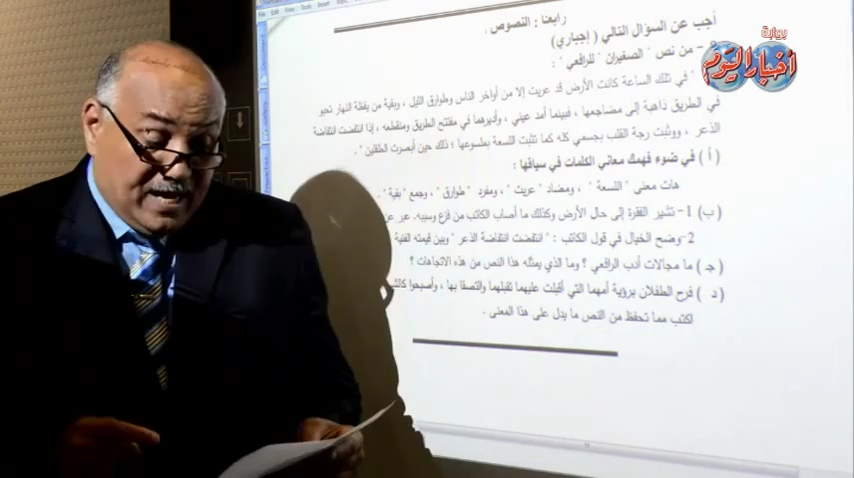 بوابة
أخبار اليوم
رابعنا : النصوص .
أجب عن السؤال التالي ( إجباري)
- من نص " الصغيران " للرافعي :
" في تلك الساعة كانت الأرض قد عريت إلا من أواخر الناس وطوارق الليل ، وبقية من يقظة النهار تحبو
في الطريق ذاهبة إلى مضاجعها ، فبينما أمد عيني ، وأديرهما في مفتتح الطريق ومنقطعه ، إذا انتفضت انتفاضة
الذعر ، ووثبت رجة القلب بجسمي كله كما تثبت اللسعة بملسوعها ؛ ذلك حين أبصرت الطفلين " .
( أ ) في ضوء فهمك معاني الكلمات في سياقها :
هات معنى " اللسعة " ، ومضاد " عريت" ، ومفرد " طوارق " ، وجمع " بقية " .
(ب) 1- تشير الفقرة إلى حال الأرض وكذلك ما أصاب الكاتب من فزع وسببه. عبر عن
2-وضح الخيال في قول الكاتب : " انتفضت انتفاضة الذعر " وبين قيمته الفنية
(جـ) ما مجالات أدب الرافعي ؟ وما الذي يمثله هذا النص من هذه الاتجاهات ؟
( د ) فرح الطفلان برؤية أمهما التي أقبلت عليهما تقبلهما والتصقا بها ، وأصبحوا
اكتب مما تحفظ من النص ما يدل على هذا المعنى .